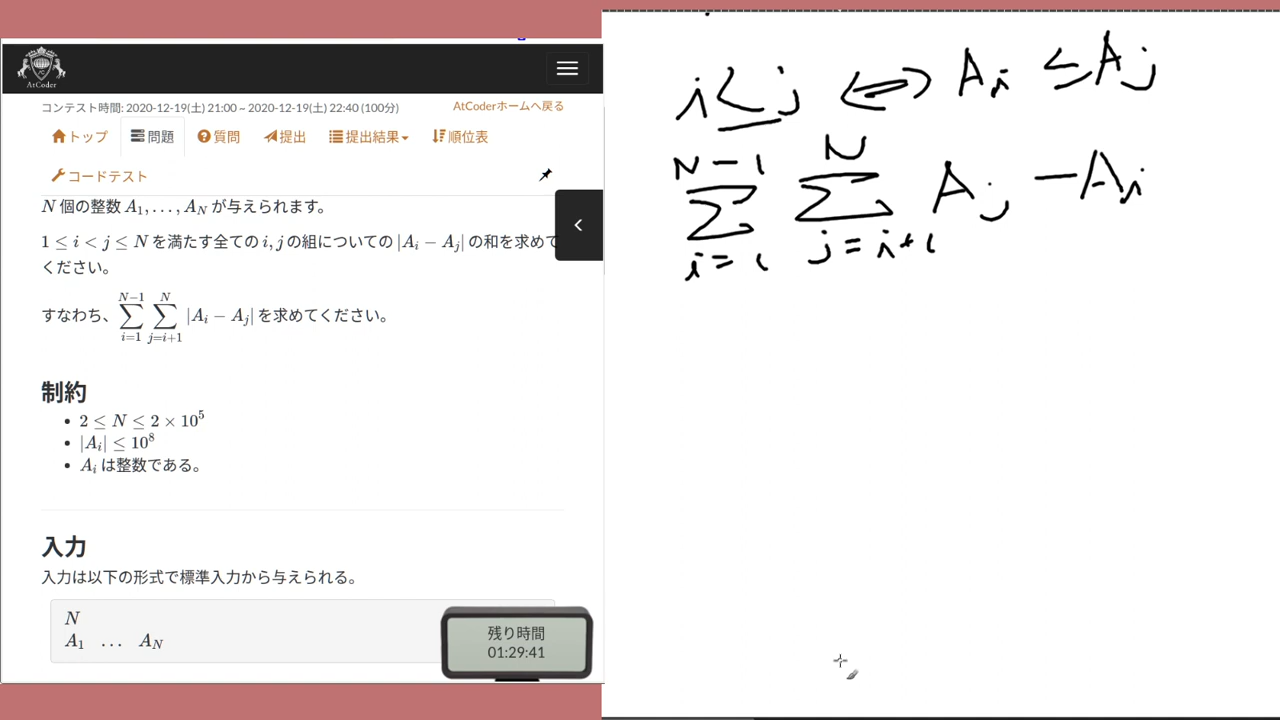 AtCoder
コンテスト時間: 2020-12-19(土) 21:00 ~ 2020-12-19(土) 22:40 (100分)
AtCoderホームへ戻る
トップ 問題 質問 提出 提出結果 順位表
コードテスト
N 個の整数 A_1, ..., A_N が与えられます。
1 ≤ i < j ≤ N を満たす全ての i, j の組についての |A_i − A_j| の和を求めて
ください。
すなわち、∑_{i=1}^{N−1} ∑_{j=i+1}^{N} |A_i − A_j| を求めてください。
制約
• 2 ≤ N ≤ 2 × 10^5
• |A_i| ≤ 10^8
• A_i は整数である。
入力
入力は以下の形式で標準入力から与えられる。
N
A_1 ... A_N
残り時間
01:29:41
i ≤ j ⇔ A_i ≤ A_j
∑_{i=1}^{N−1} ∑_{j=i+1}^{N} A_j − A_i